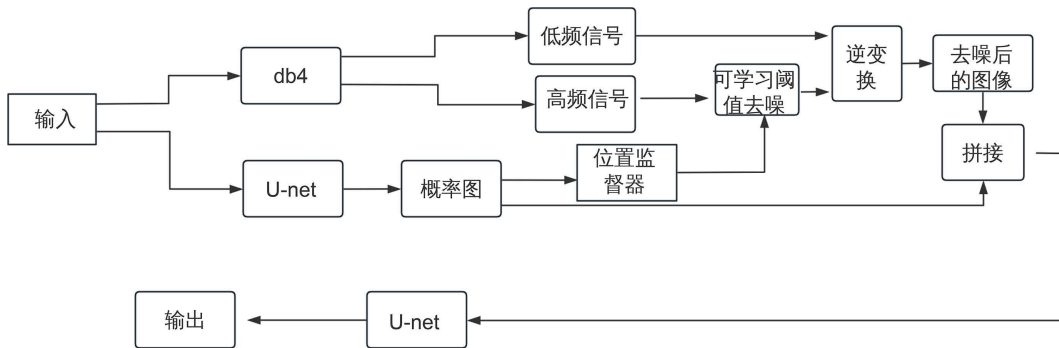 输入
db4
低频信号
高频信号
可学习阈
值去噪
逆变
换
去噪后
的图像
拼接
U-net
概率图
位置监
督器
输出
U-net